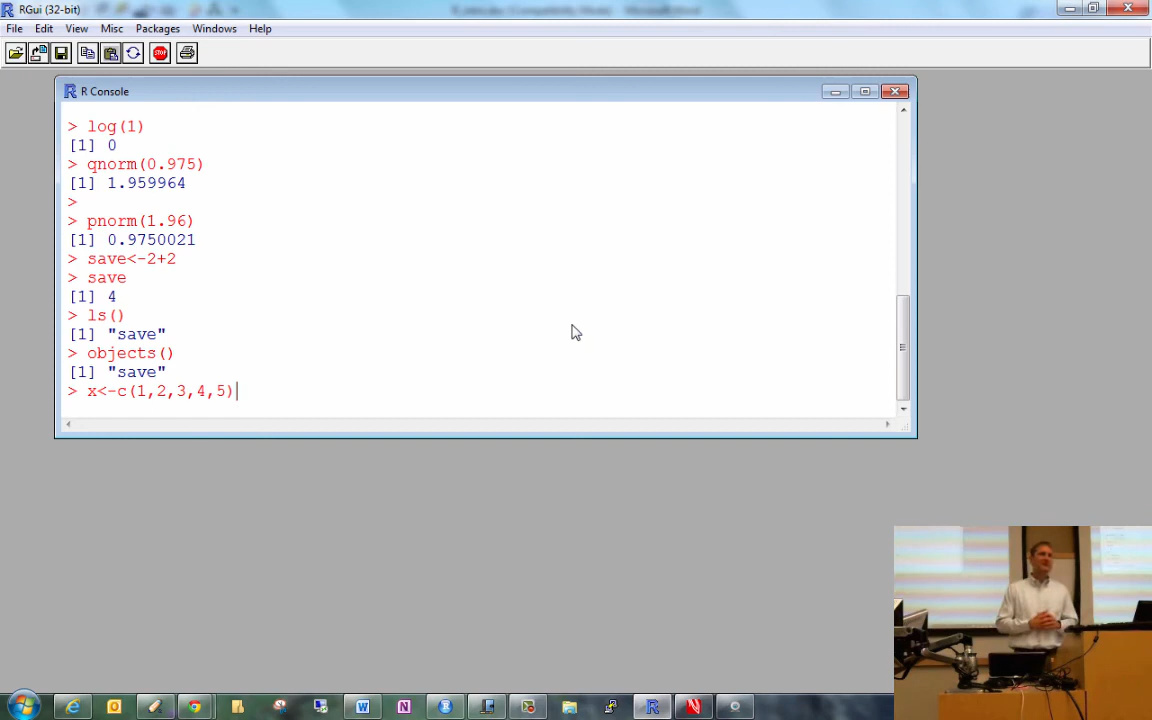 RGui (32-bit)
File Edit View Misc Packages Windows Help
STOP
R Console
> log(1)
[1] 0
> qnorm(0.975)
[1] 1.959964
>
> pnorm(1.96)
[1] 0.9750021
> save<-2+2
> save
[1] 4
> ls()
[1] "save"
> objects()
[1] "save"
> x<-c(1,2,3,4,5)